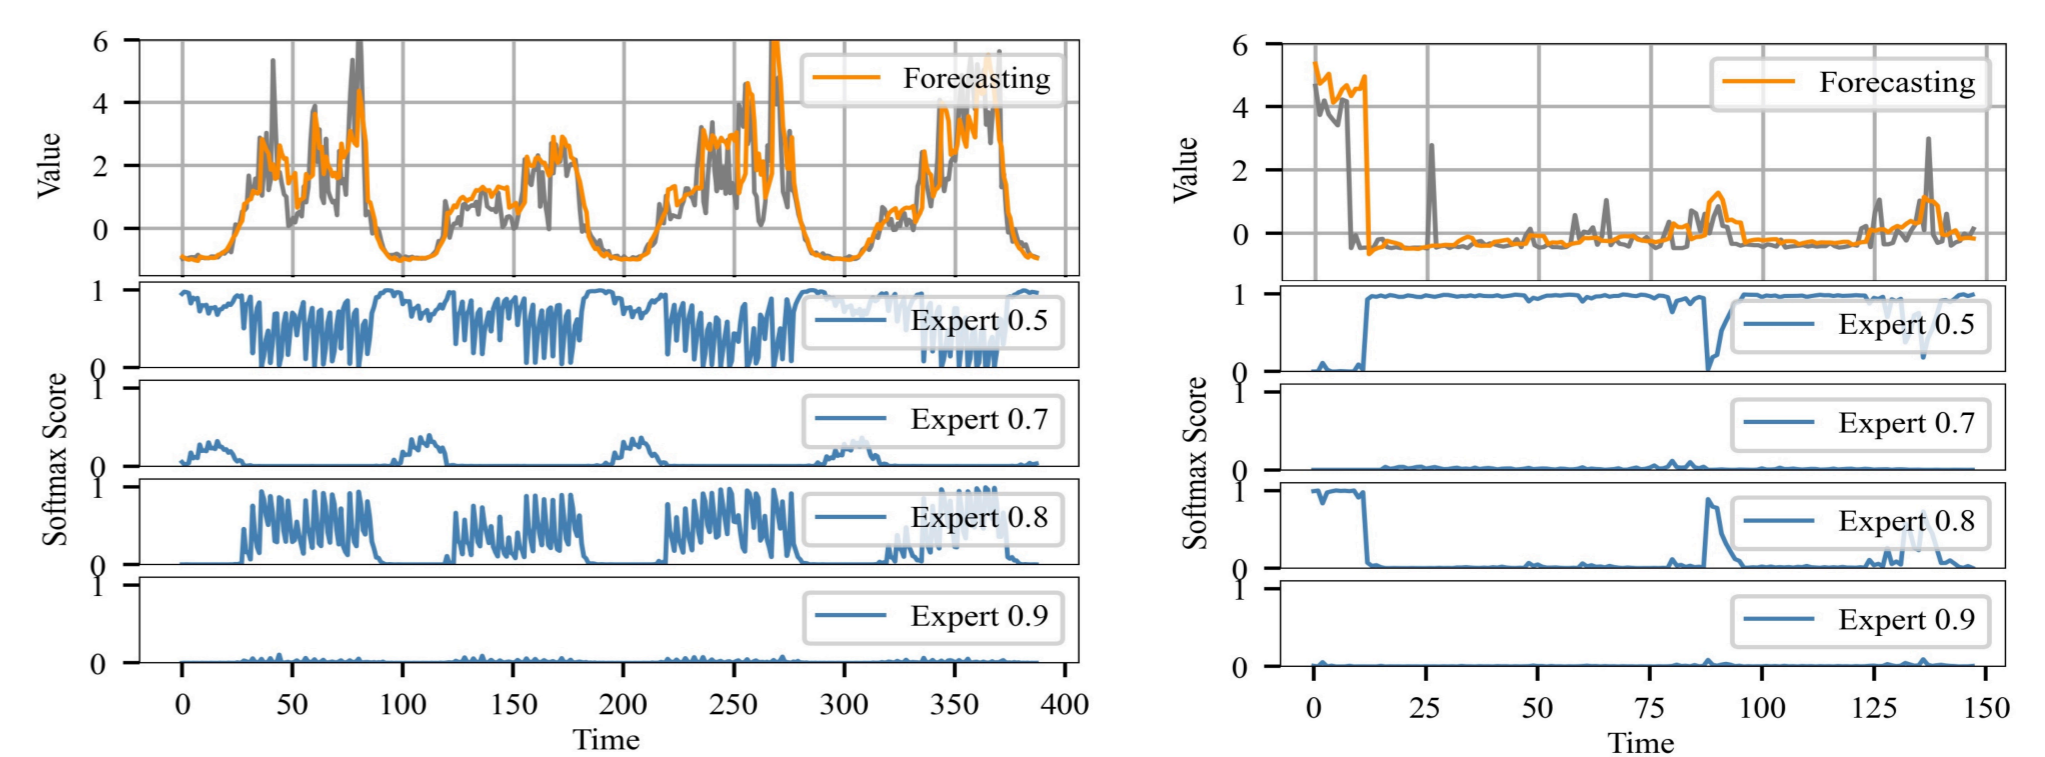 6
4
2
0
Value
Forecasting
1
0
Expert 0.5
1
0
Expert 0.7
1
0
Expert 0.8
1
0
Expert 0.9
Softmax Score
0 50 100 150 200 250 300 350 400
Time
6
4
2
0
Value
Forecasting
1
0
Expert 0.5
1
0
Expert 0.7
1
0
Expert 0.8
1
0
Expert 0.9
Softmax Score
0 25 50 75 100 125 150
Time